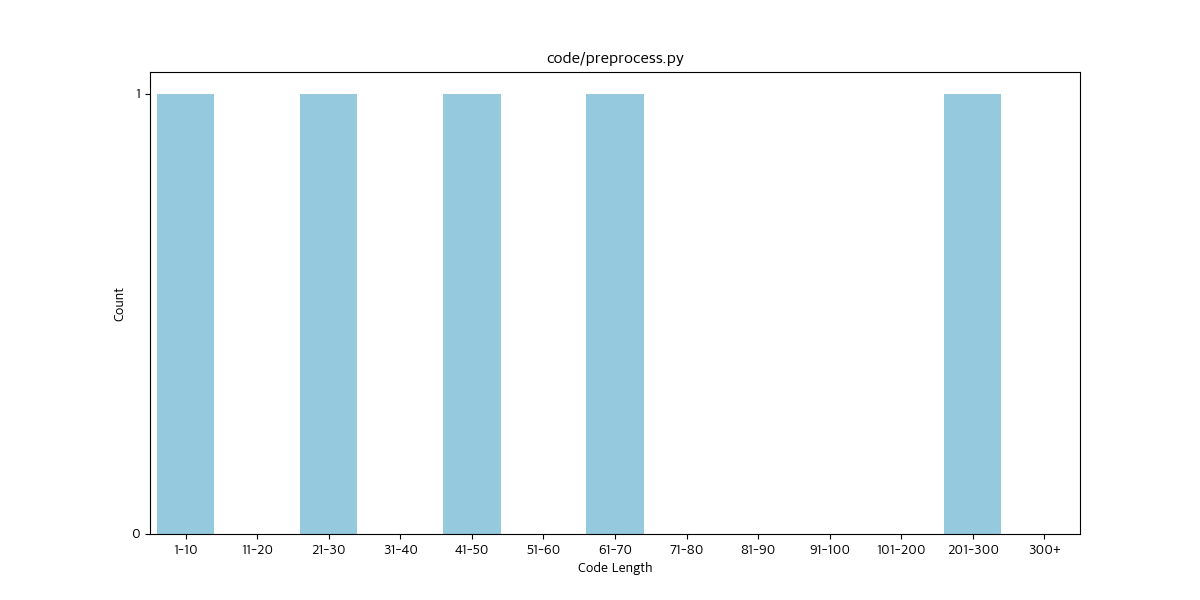 code/preprocess.py
1
Count
0
1-10 11-20 21-30 31-40 41-50 51-60 61-70 71-80 81-90 91-100 101-200 201-300 300+
Code Length